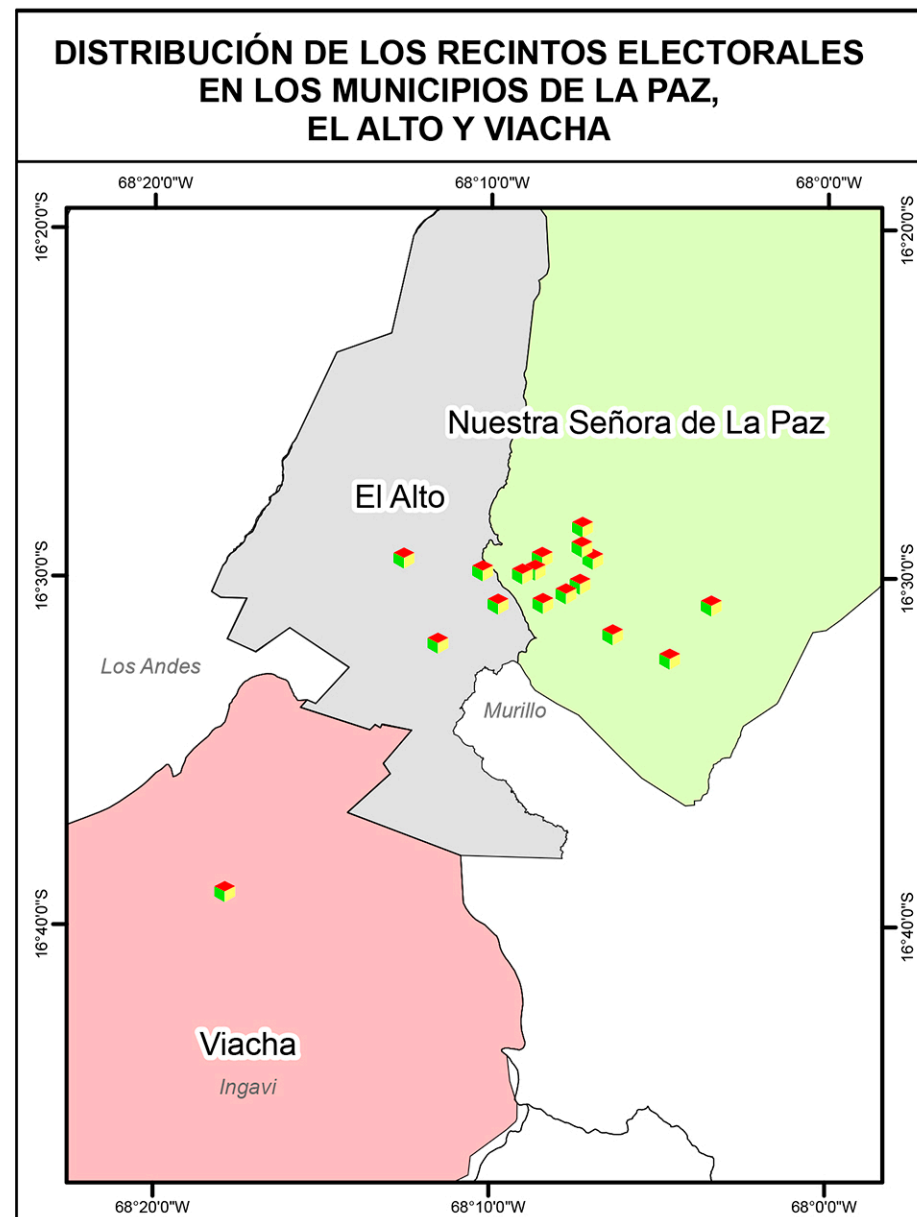 DISTRIBUCIÓN DE LOS RECINTOS ELECTORALES
EN LOS MUNICIPIOS DE LA PAZ,
EL ALTO Y VIACHA
68°20'0"W
68°10'0"W
68°0'0"W
16°20'0"S
16°20'0"S
Nuestra Señora de La Paz
El Alto
16°30'0"S
16°30'0"S
Los Andes
Murillo
16°40'0"S
16°40'0"S
Viacha
Ingavi
68°20'0"W
68°10'0"W
68°0'0"W